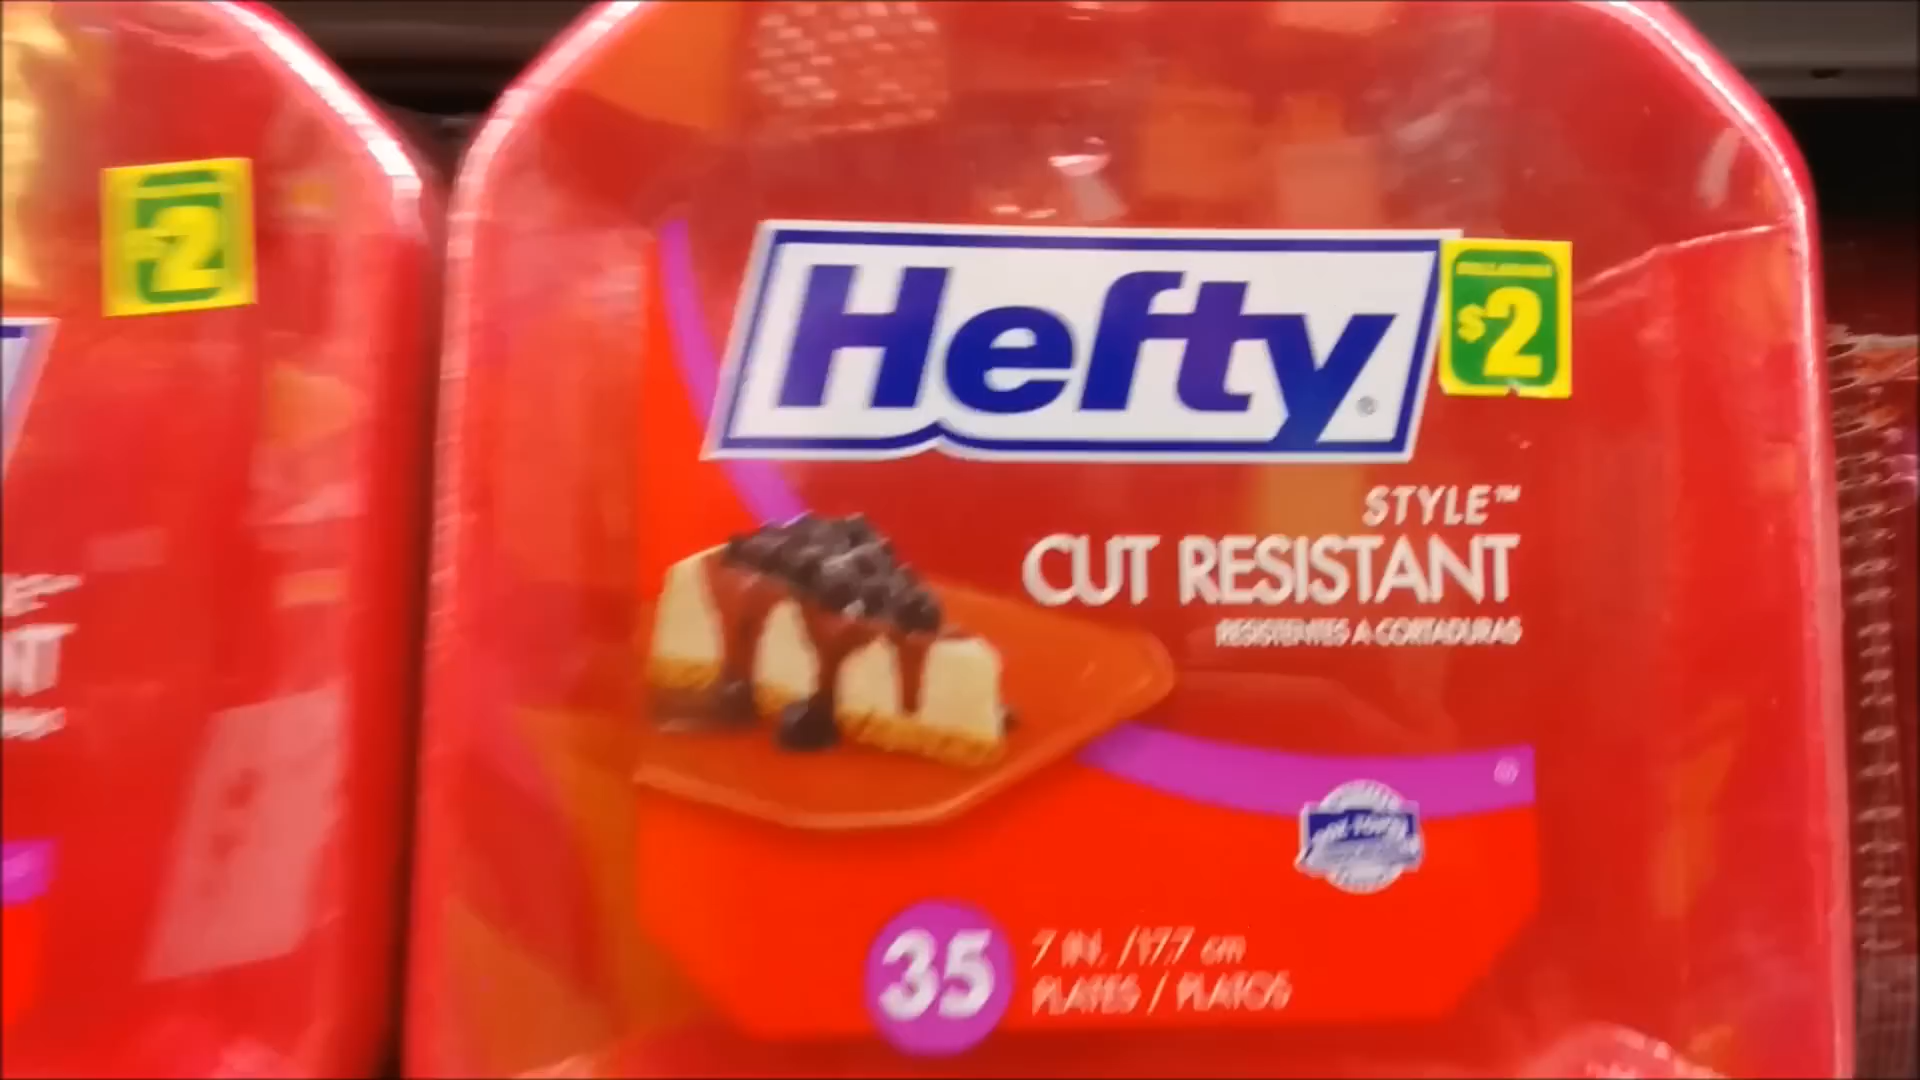 $2
Hefty®
$2
STYLE™
CUT RESISTANT
RESISTENTES A CORTADURAS
35
7 IN. / 17.7 cm
PLATES / PLATOS